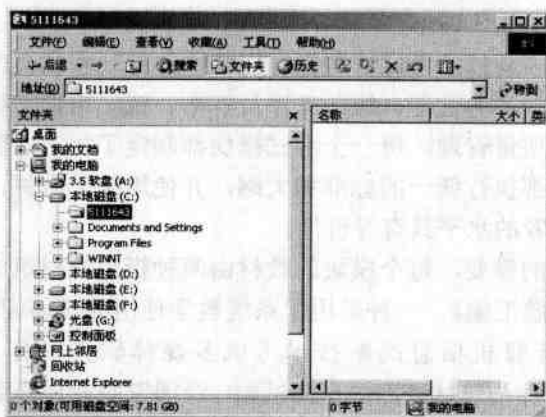 5111643
文件(F) 编辑(E) 查看(V) 收藏(A) 工具(T) 帮助(H)
后退 搜索 文件夹 历史
地址(D) 5111643 转到
文件夹 名称 大小
桌面
我的文档
我的电脑
3.5 软盘 (A:)
本地磁盘 (C:)
5111643
Documents and Settings
Program Files
WINNT
本地磁盘 (D:)
本地磁盘 (E:)
本地磁盘 (F:)
光盘 (G:)
控制面板
网上邻居
回收站
Internet Explorer
0 个对象(可用磁盘空间: 7.81 GB) 0 字节 我的电脑